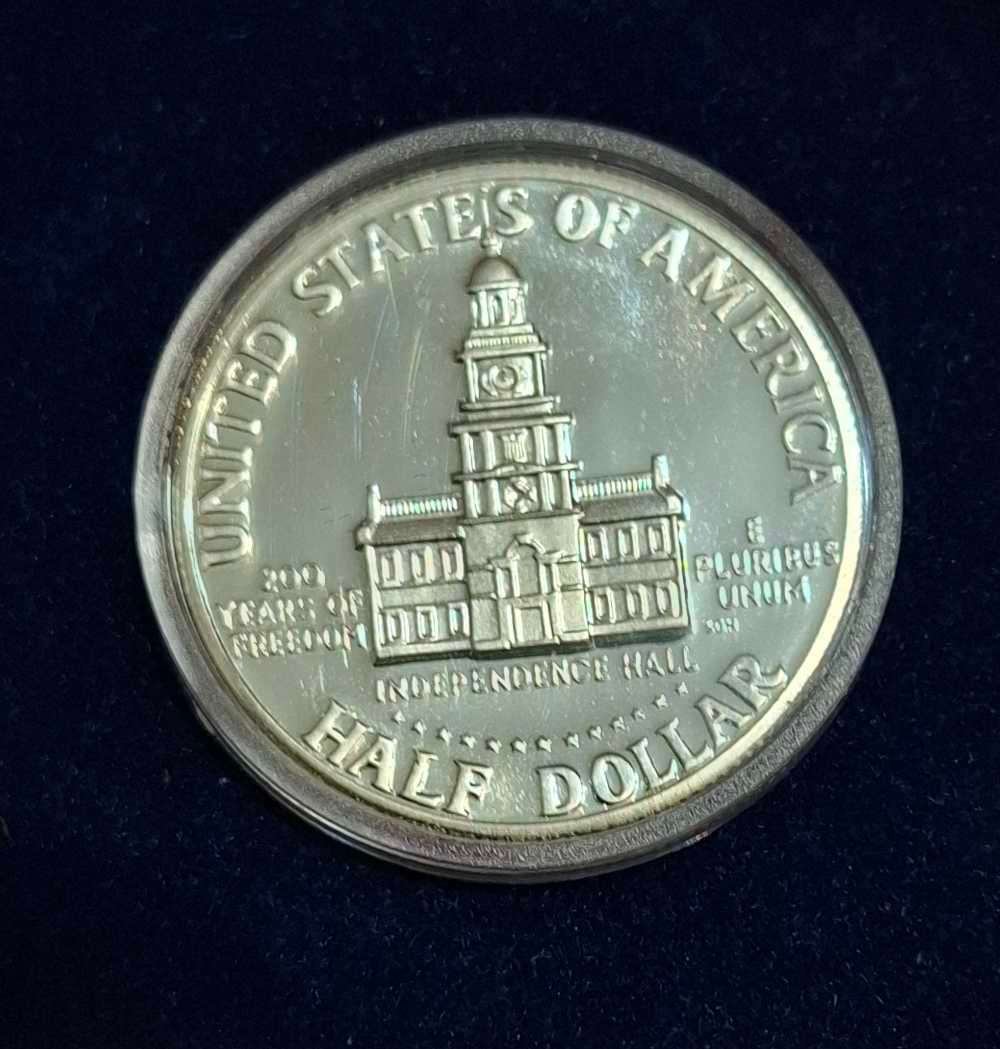 UNITED STATES OF AMERICA
200
YEARS OF
FREEDOM
E
PLURIBUS
UNUM
INDEPENDENCE HALL
HALF DOLLAR